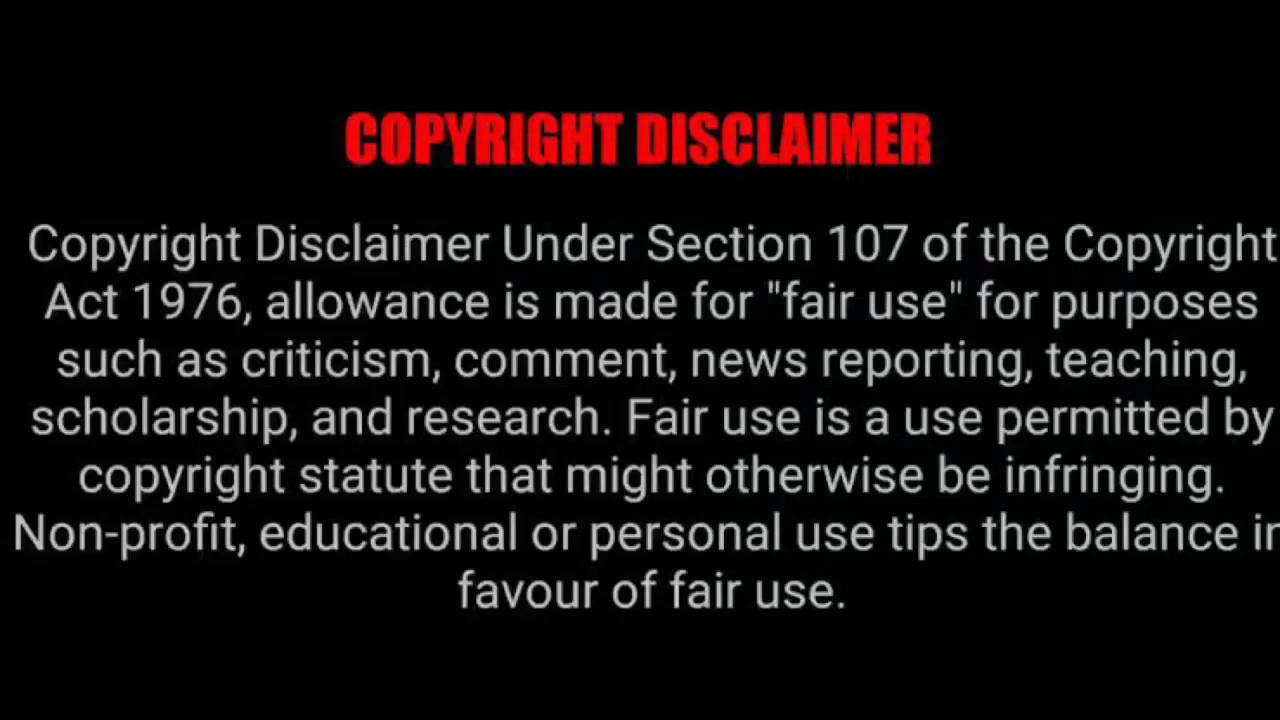 COPYRIGHT DISCLAIMER
Copyright Disclaimer Under Section 107 of the Copyright
Act 1976, allowance is made for "fair use" for purposes
such as criticism, comment, news reporting, teaching,
scholarship, and research. Fair use is a use permitted by
copyright statute that might otherwise be infringing.
Non-profit, educational or personal use tips the balance in
favour of fair use.